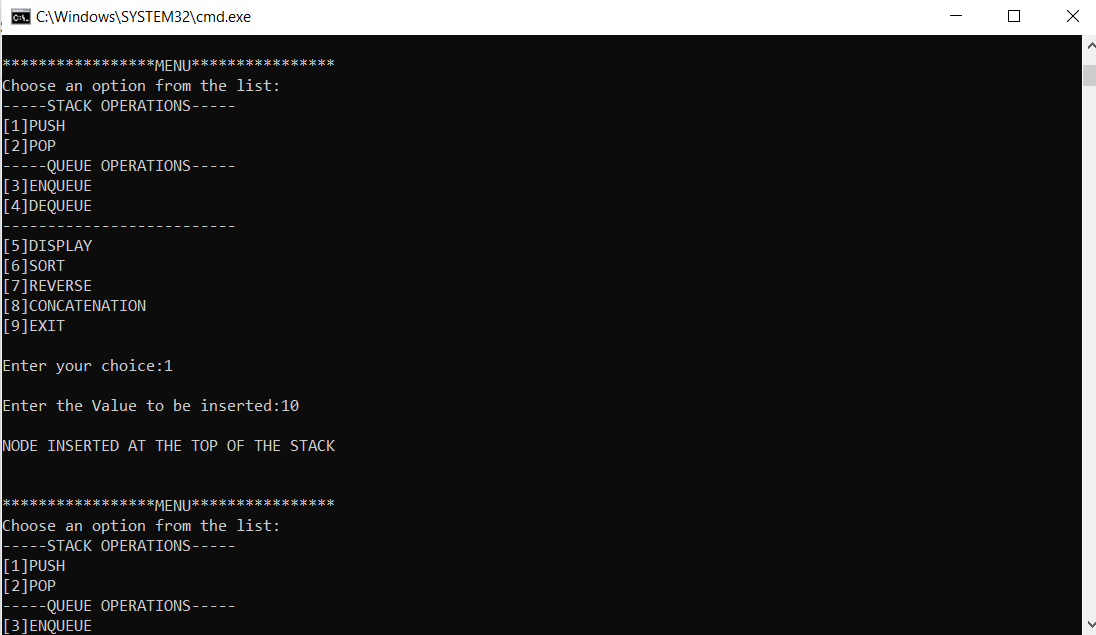 C:\Windows\SYSTEM32\cmd.exe
*****************MENU****************
Choose an option from the list:
-----STACK OPERATIONS-----
[1]PUSH
[2]POP
-----QUEUE OPERATIONS-----
[3]ENQUEUE
[4]DEQUEUE
--------------------------
[5]DISPLAY
[6]SORT
[7]REVERSE
[8]CONCATENATION
[9]EXIT
Enter your choice:1
Enter the Value to be inserted:10
NODE INSERTED AT THE TOP OF THE STACK
*****************MENU****************
Choose an option from the list:
-----STACK OPERATIONS-----
[1]PUSH
[2]POP
-----QUEUE OPERATIONS-----
[3]ENQUEUE